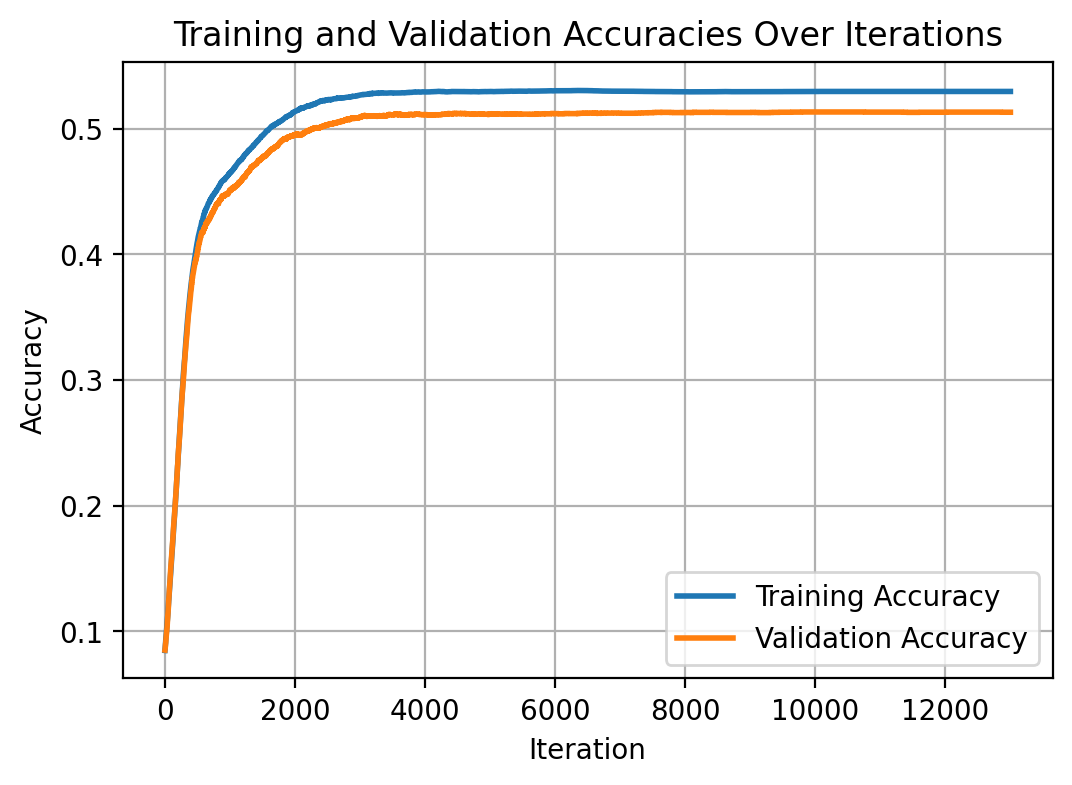 Training and Validation Accuracies Over Iterations
Accuracy
0.5
0.4
0.3
0.2
0.1
Training Accuracy
Validation Accuracy
0 2000 4000 6000 8000 10000 12000
Iteration